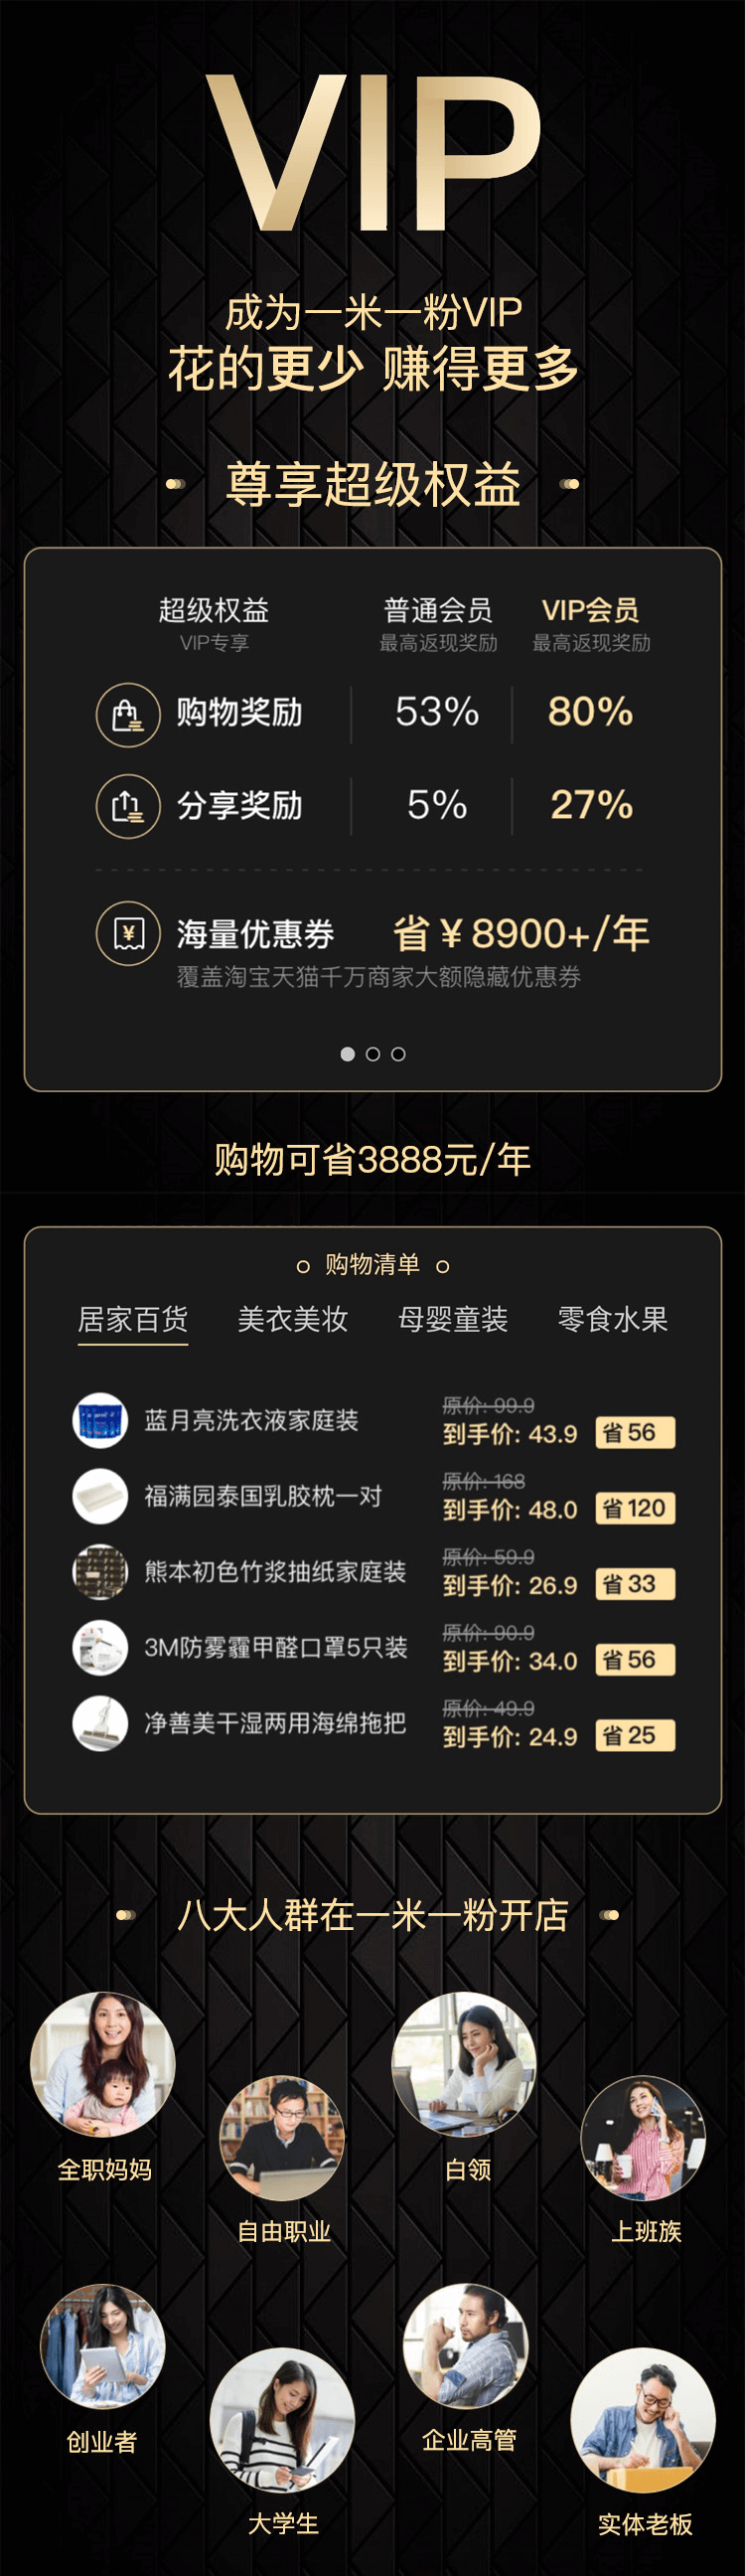 VIP
成为一米一粉VIP
花的更少 赚得更多
尊享超级权益
超级权益 普通会员 VIP会员
VIP专享 最高返现奖励 最高返现奖励
购物奖励 53% 80%
分享奖励 5% 27%
¥ 海量优惠券 省¥8900+/年
覆盖淘宝天猫千万商家大额隐藏优惠券
购物可省3888元/年
购物清单
居家百货 美衣美妆 母婴童装 零食水果
原价: 99.9
蓝月亮洗衣液家庭装 到手价: 43.9 省56
原价: 168
福满园泰国乳胶枕一对 到手价: 48.0 省120
原价: 59.9
熊本初色竹浆抽纸家庭装 到手价: 26.9 省33
原价: 90.9
3M防雾霾甲醛口罩5只装 到手价: 34.0 省56
原价: 49.9
净善美干湿两用海绵拖把 到手价: 24.9 省25
八大人群在一米一粉开店
全职妈妈 白领
自由职业 上班族
创业者 企业高管
大学生 实体老板